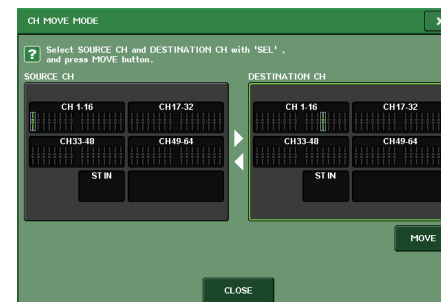 CH MOVE MODE
? Select SOURCE CH and DESTINATION CH with 'SEL' ,
and press MOVE button.
SOURCE CH
DESTINATION CH
CH 1-16 CH17-32
CH33-48 CH49-64
ST IN
CH 1-16 CH17-32
CH33-48 CH49-64
ST IN
MOVE
CLOSE